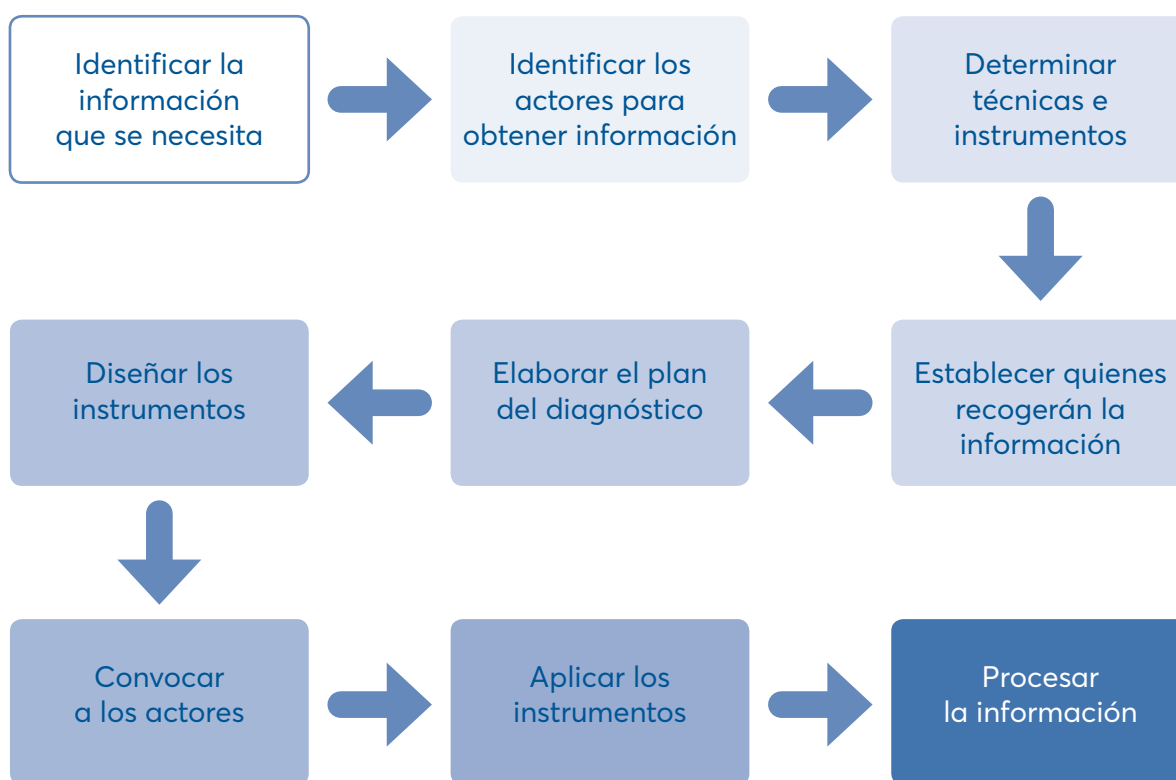 Identificar la
información
que se necesita
Identificar los
actores para
obtener información
Determinar
técnicas e
instrumentos
Establecer quienes
recogerán la
información
Elaborar el plan
del diagnóstico
Diseñar los
instrumentos
Convocar
a los actores
Aplicar los
instrumentos
Procesar
la información